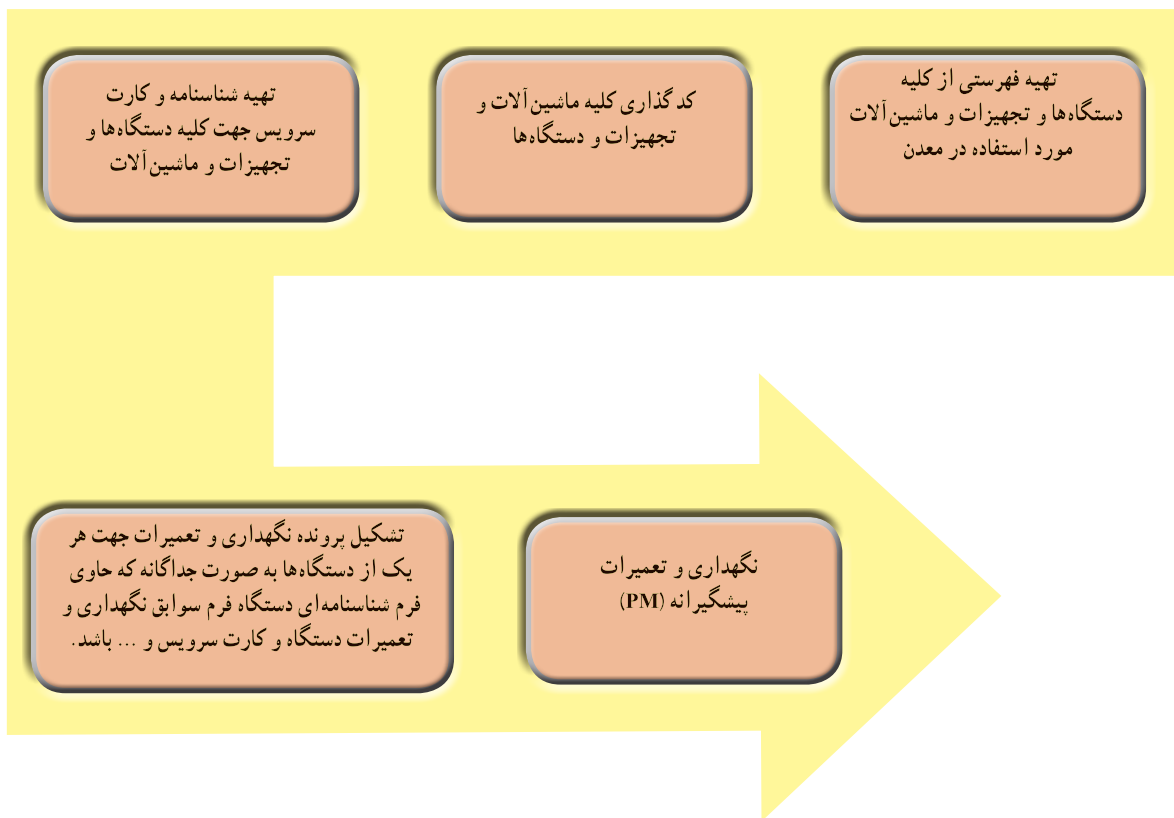 تهیه فهرستی از کلیه
دستگاه‌ها و تجهیزات و ماشین‌آلات
مورد استفاده در معدن
کد گذاری کلیه ماشین‌آلات و
تجهیزات و دستگاه‌ها
تهیه شناسنامه و کارت
سرویس جهت کلیه دستگاه‌ها و
تجهیزات و ماشین‌آلات
تشکیل پرونده نگهداری و تعمیرات جهت هر
یک از دستگاه‌ها به صورت جداگانه که حاوی
فرم شناسنامه‌ای دستگاه فرم سوابق نگهداری و
تعمیرات دستگاه و کارت سرویس و ... باشد.
نگهداری و تعمیرات
پیشگیرانه (PM)